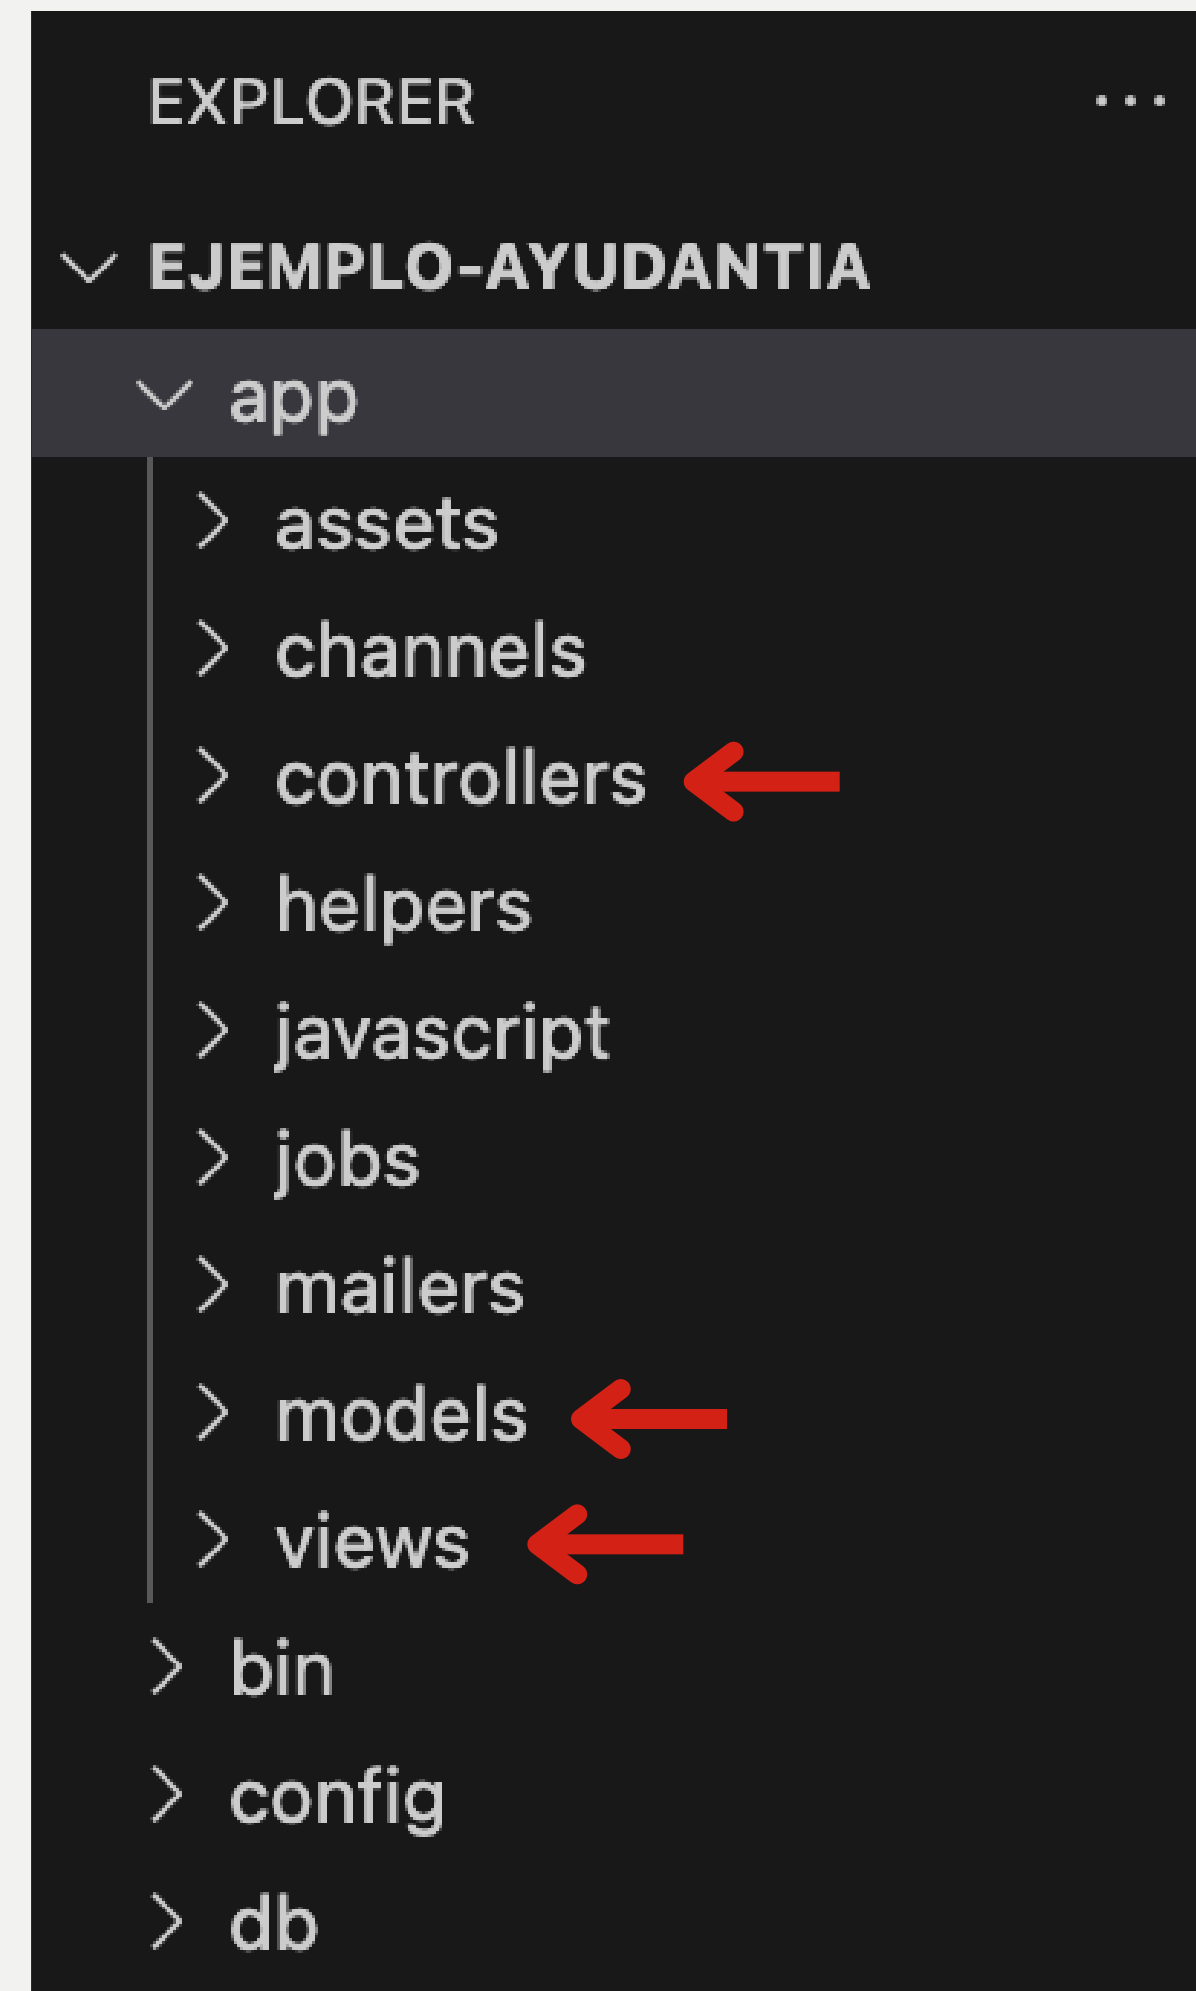 EXPLORER
EJEMPLO-AYUDANTIA
app
assets
channels
controllers
helpers
javascript
jobs
mailers
models
views
bin
config
db